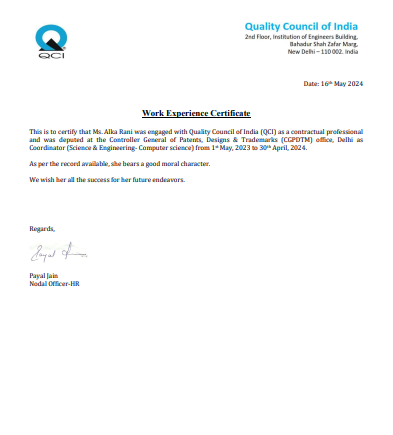 Quality Council of India
2nd Floor, Institution of Engineers Building,
Bahadur Shah Zafar Marg,
New Delhi – 110 002. India
QCI
Date: 16th May 2024
Work Experience Certificate
This is to certify that Ms. Alka Rani was engaged with Quality Council of India (QCI) as a contractual professional
and was deputed at the Controller General of Patents, Designs & Trademarks (CGPDTM) office, Delhi as
Coordinator (Science & Engineering- Computer science) from 1st May, 2023 to 30th April, 2024.
As per the record available, she bears a good moral character.
We wish her all the success for her future endeavors.
Regards,
Payal
Payal Jain
Nodal Officer-HR